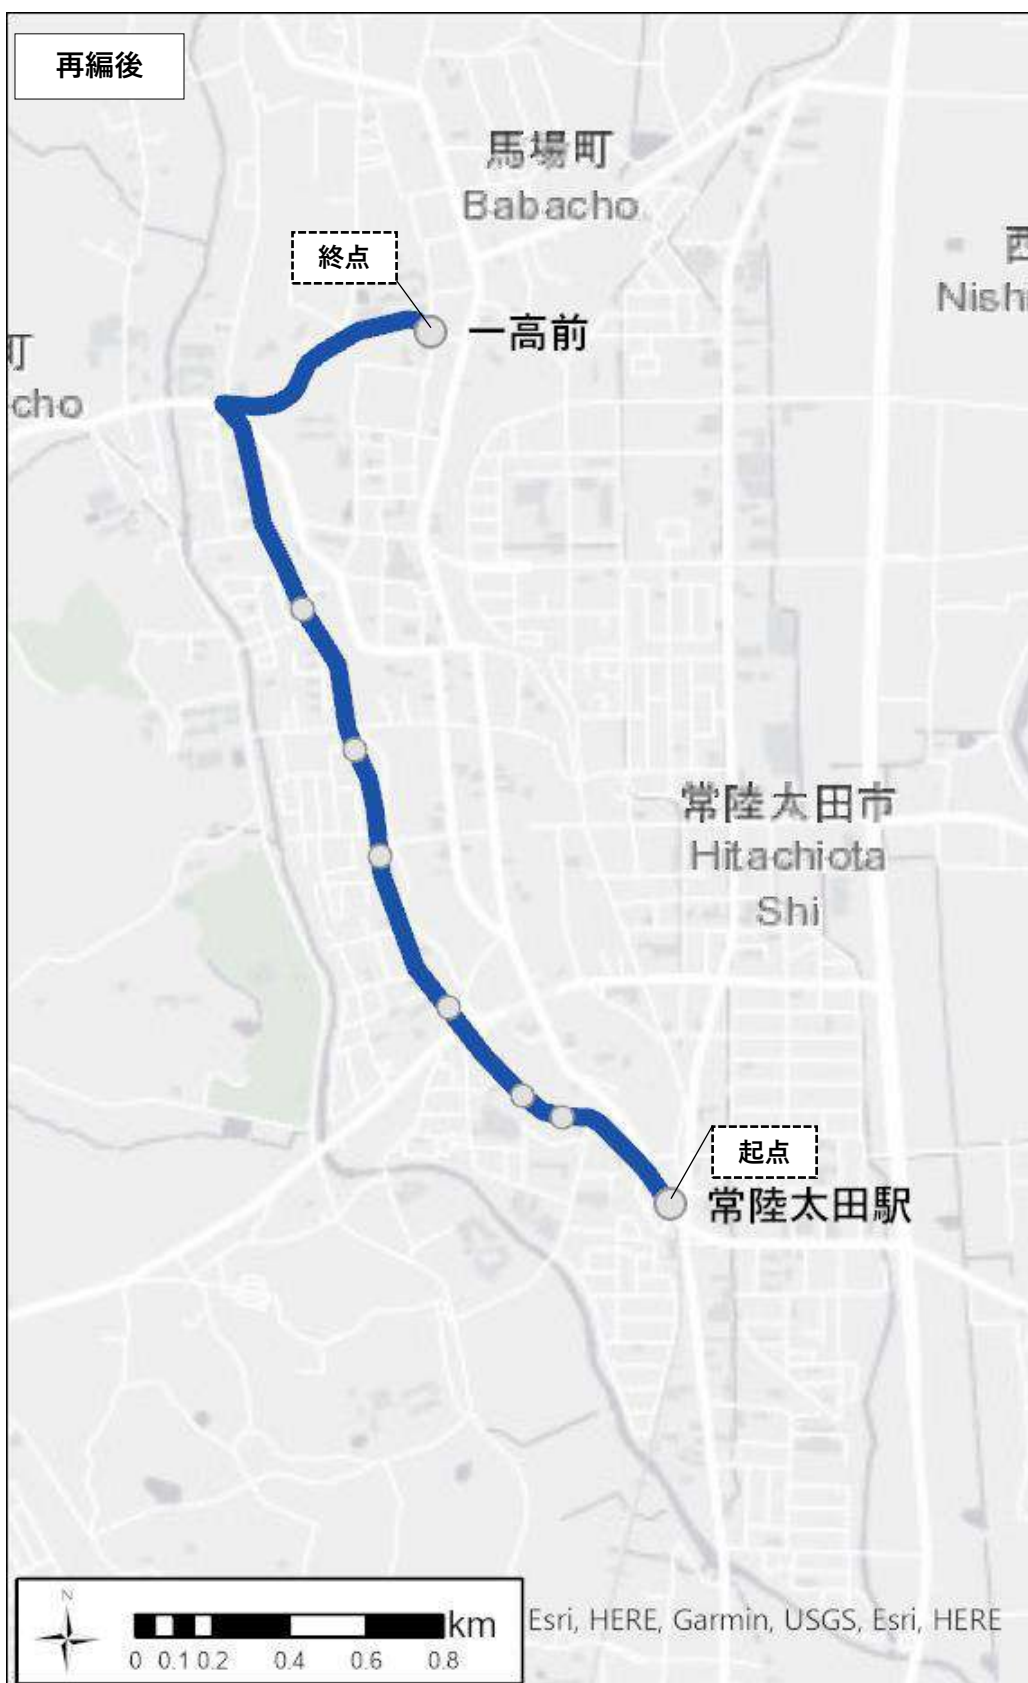 再編後
馬場町
Babacho
終点
西
Nishi
一高前
町
cho
常陸太田市
Hitachiota
Shi
起点
常陸太田駅
N
km
0 0.1 0.2 0.4 0.6 0.8
Esri, HERE, Garmin, USGS, Esri, HERE